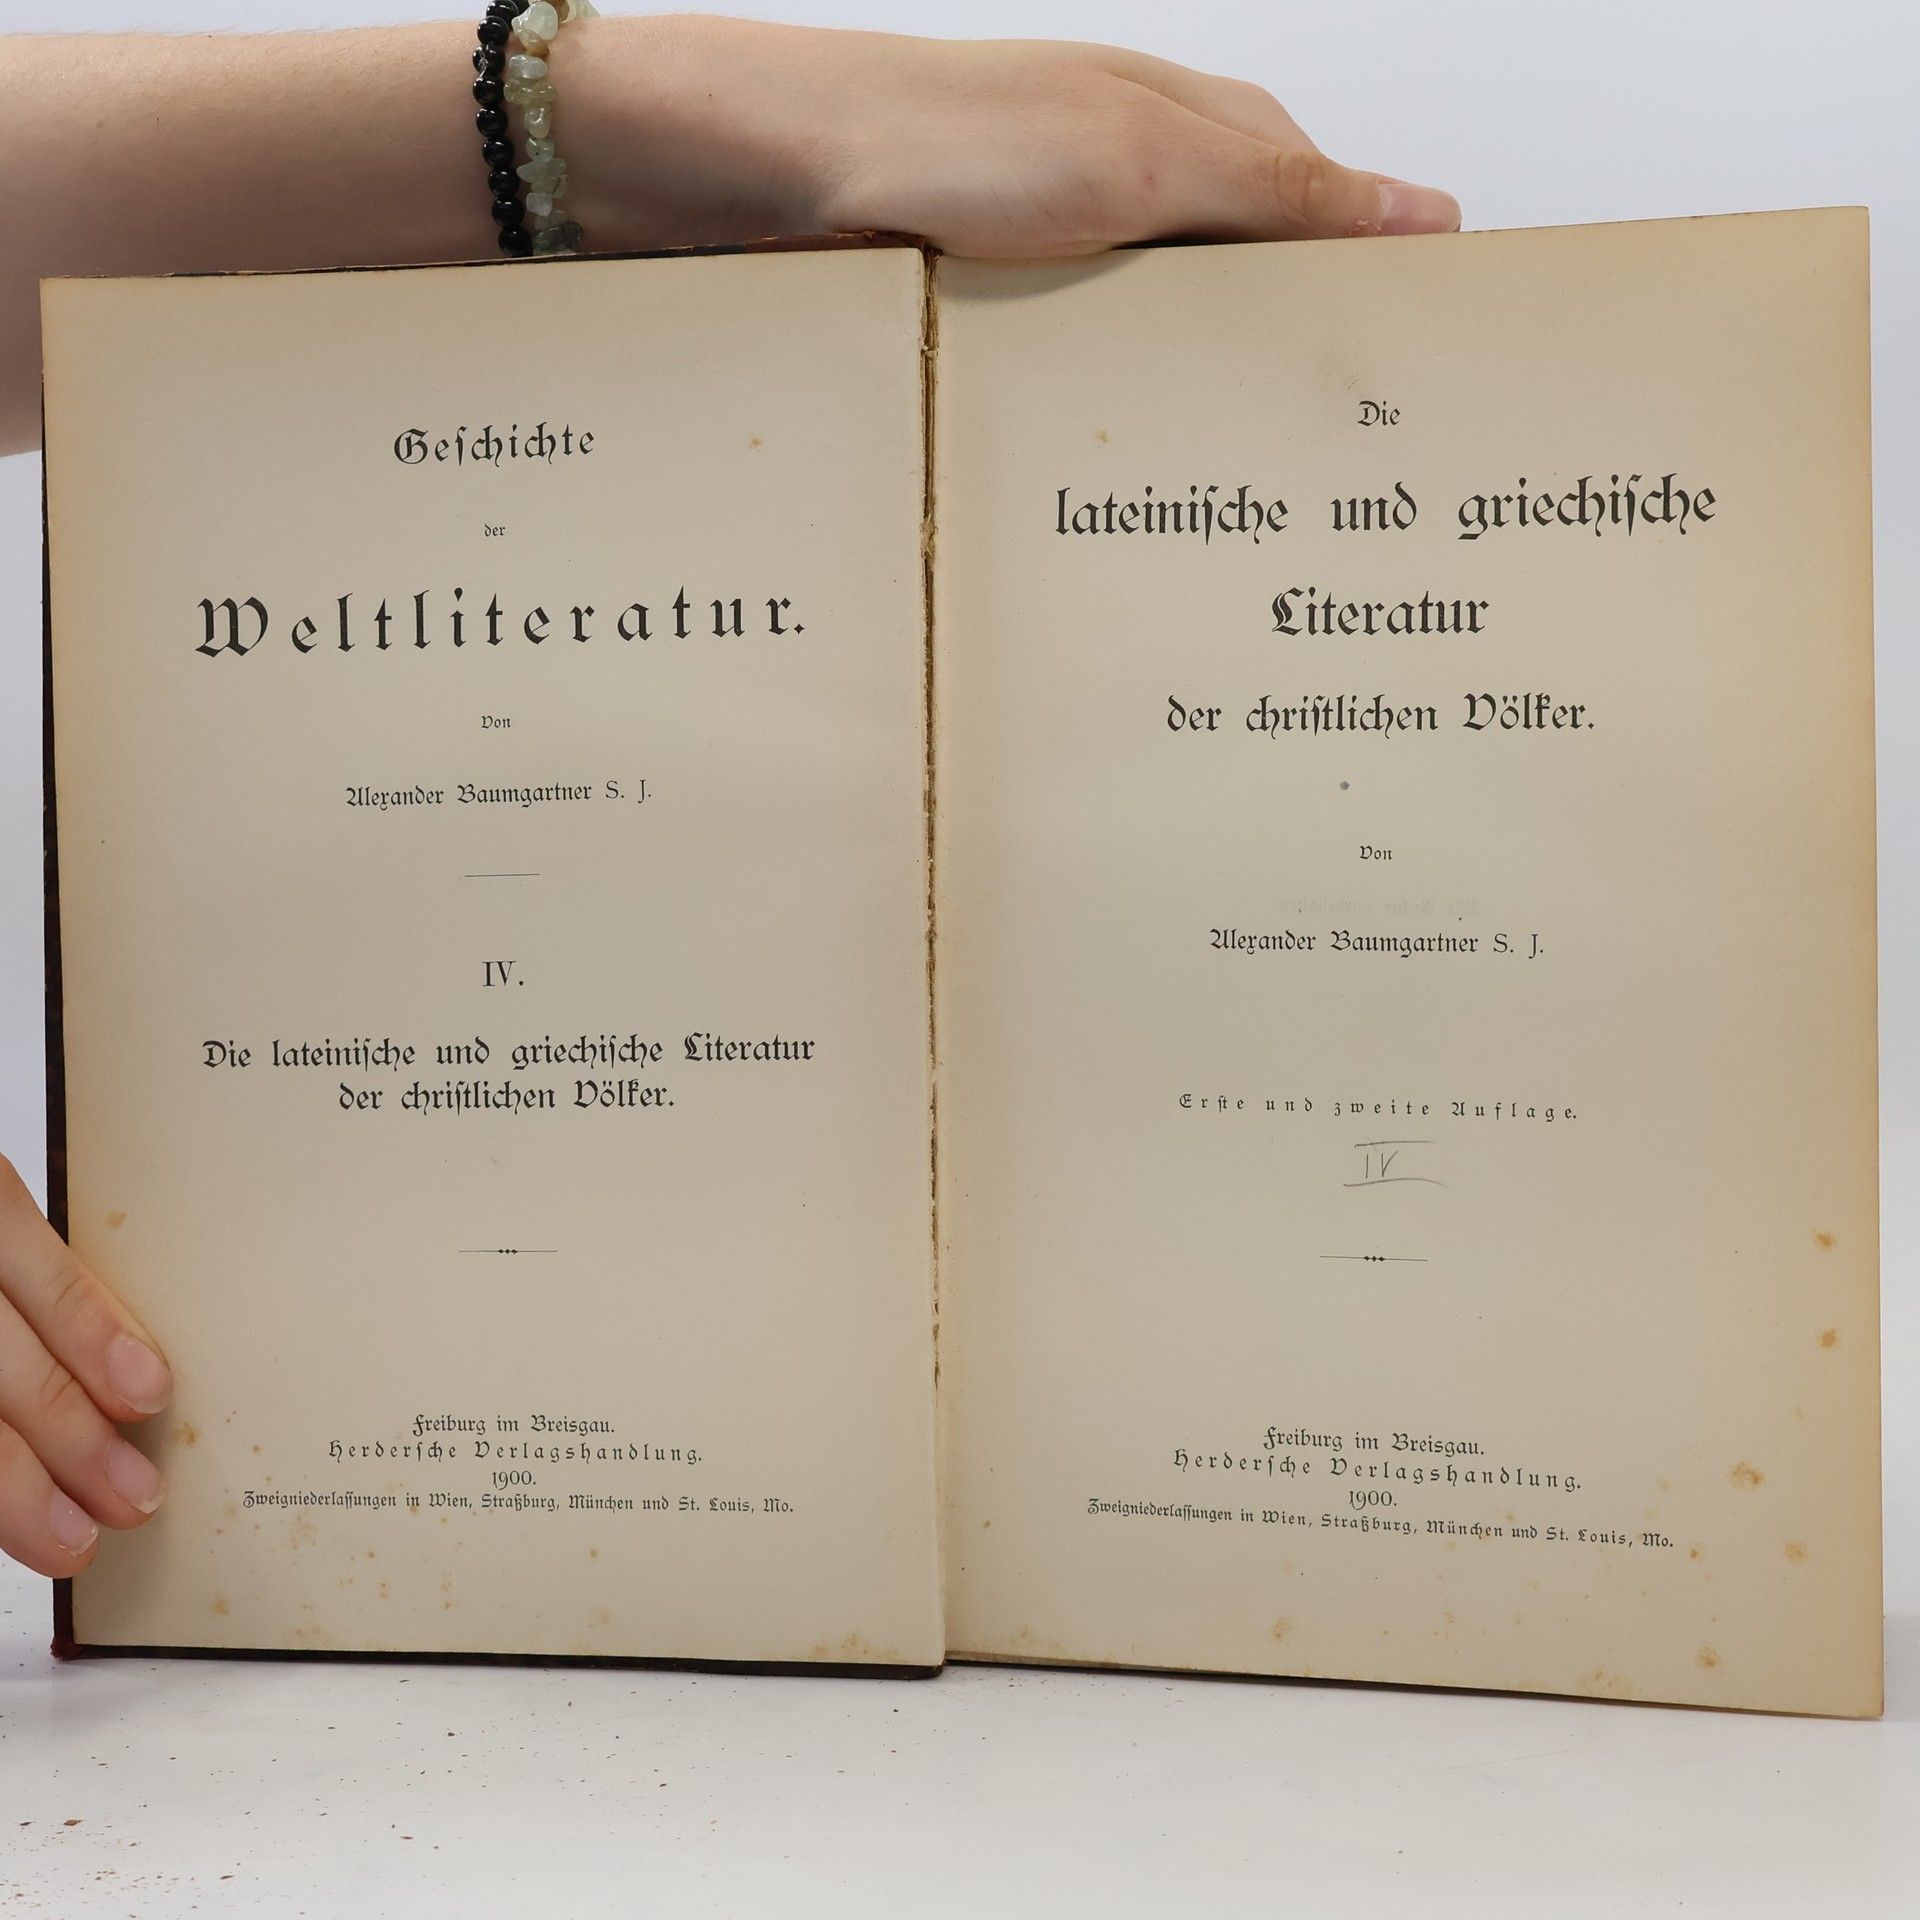 Geſchichte
der
Weltliteratur.
Von
Alexander Baumgartner S. J.
IV.
Die lateiniſche und griechiſche Literatur
der chriſtlichen Völker.
Freiburg im Breisgau.
Herderſche Verlagshandlung.
1900.
Zweigniederlaſſungen in Wien, Straßburg, München und St. Louis, Mo.
Die
lateiniſche und griechiſche
Literatur
der chriſtlichen Völker.
Von
Alexander Baumgartner S. J.
Erſte und zweite Auflage.
IV
Freiburg im Breisgau.
Herderſche Verlagshandlung.
1900.
Zweigniederlaſſungen in Wien, Straßburg, München und St. Louis, Mo.